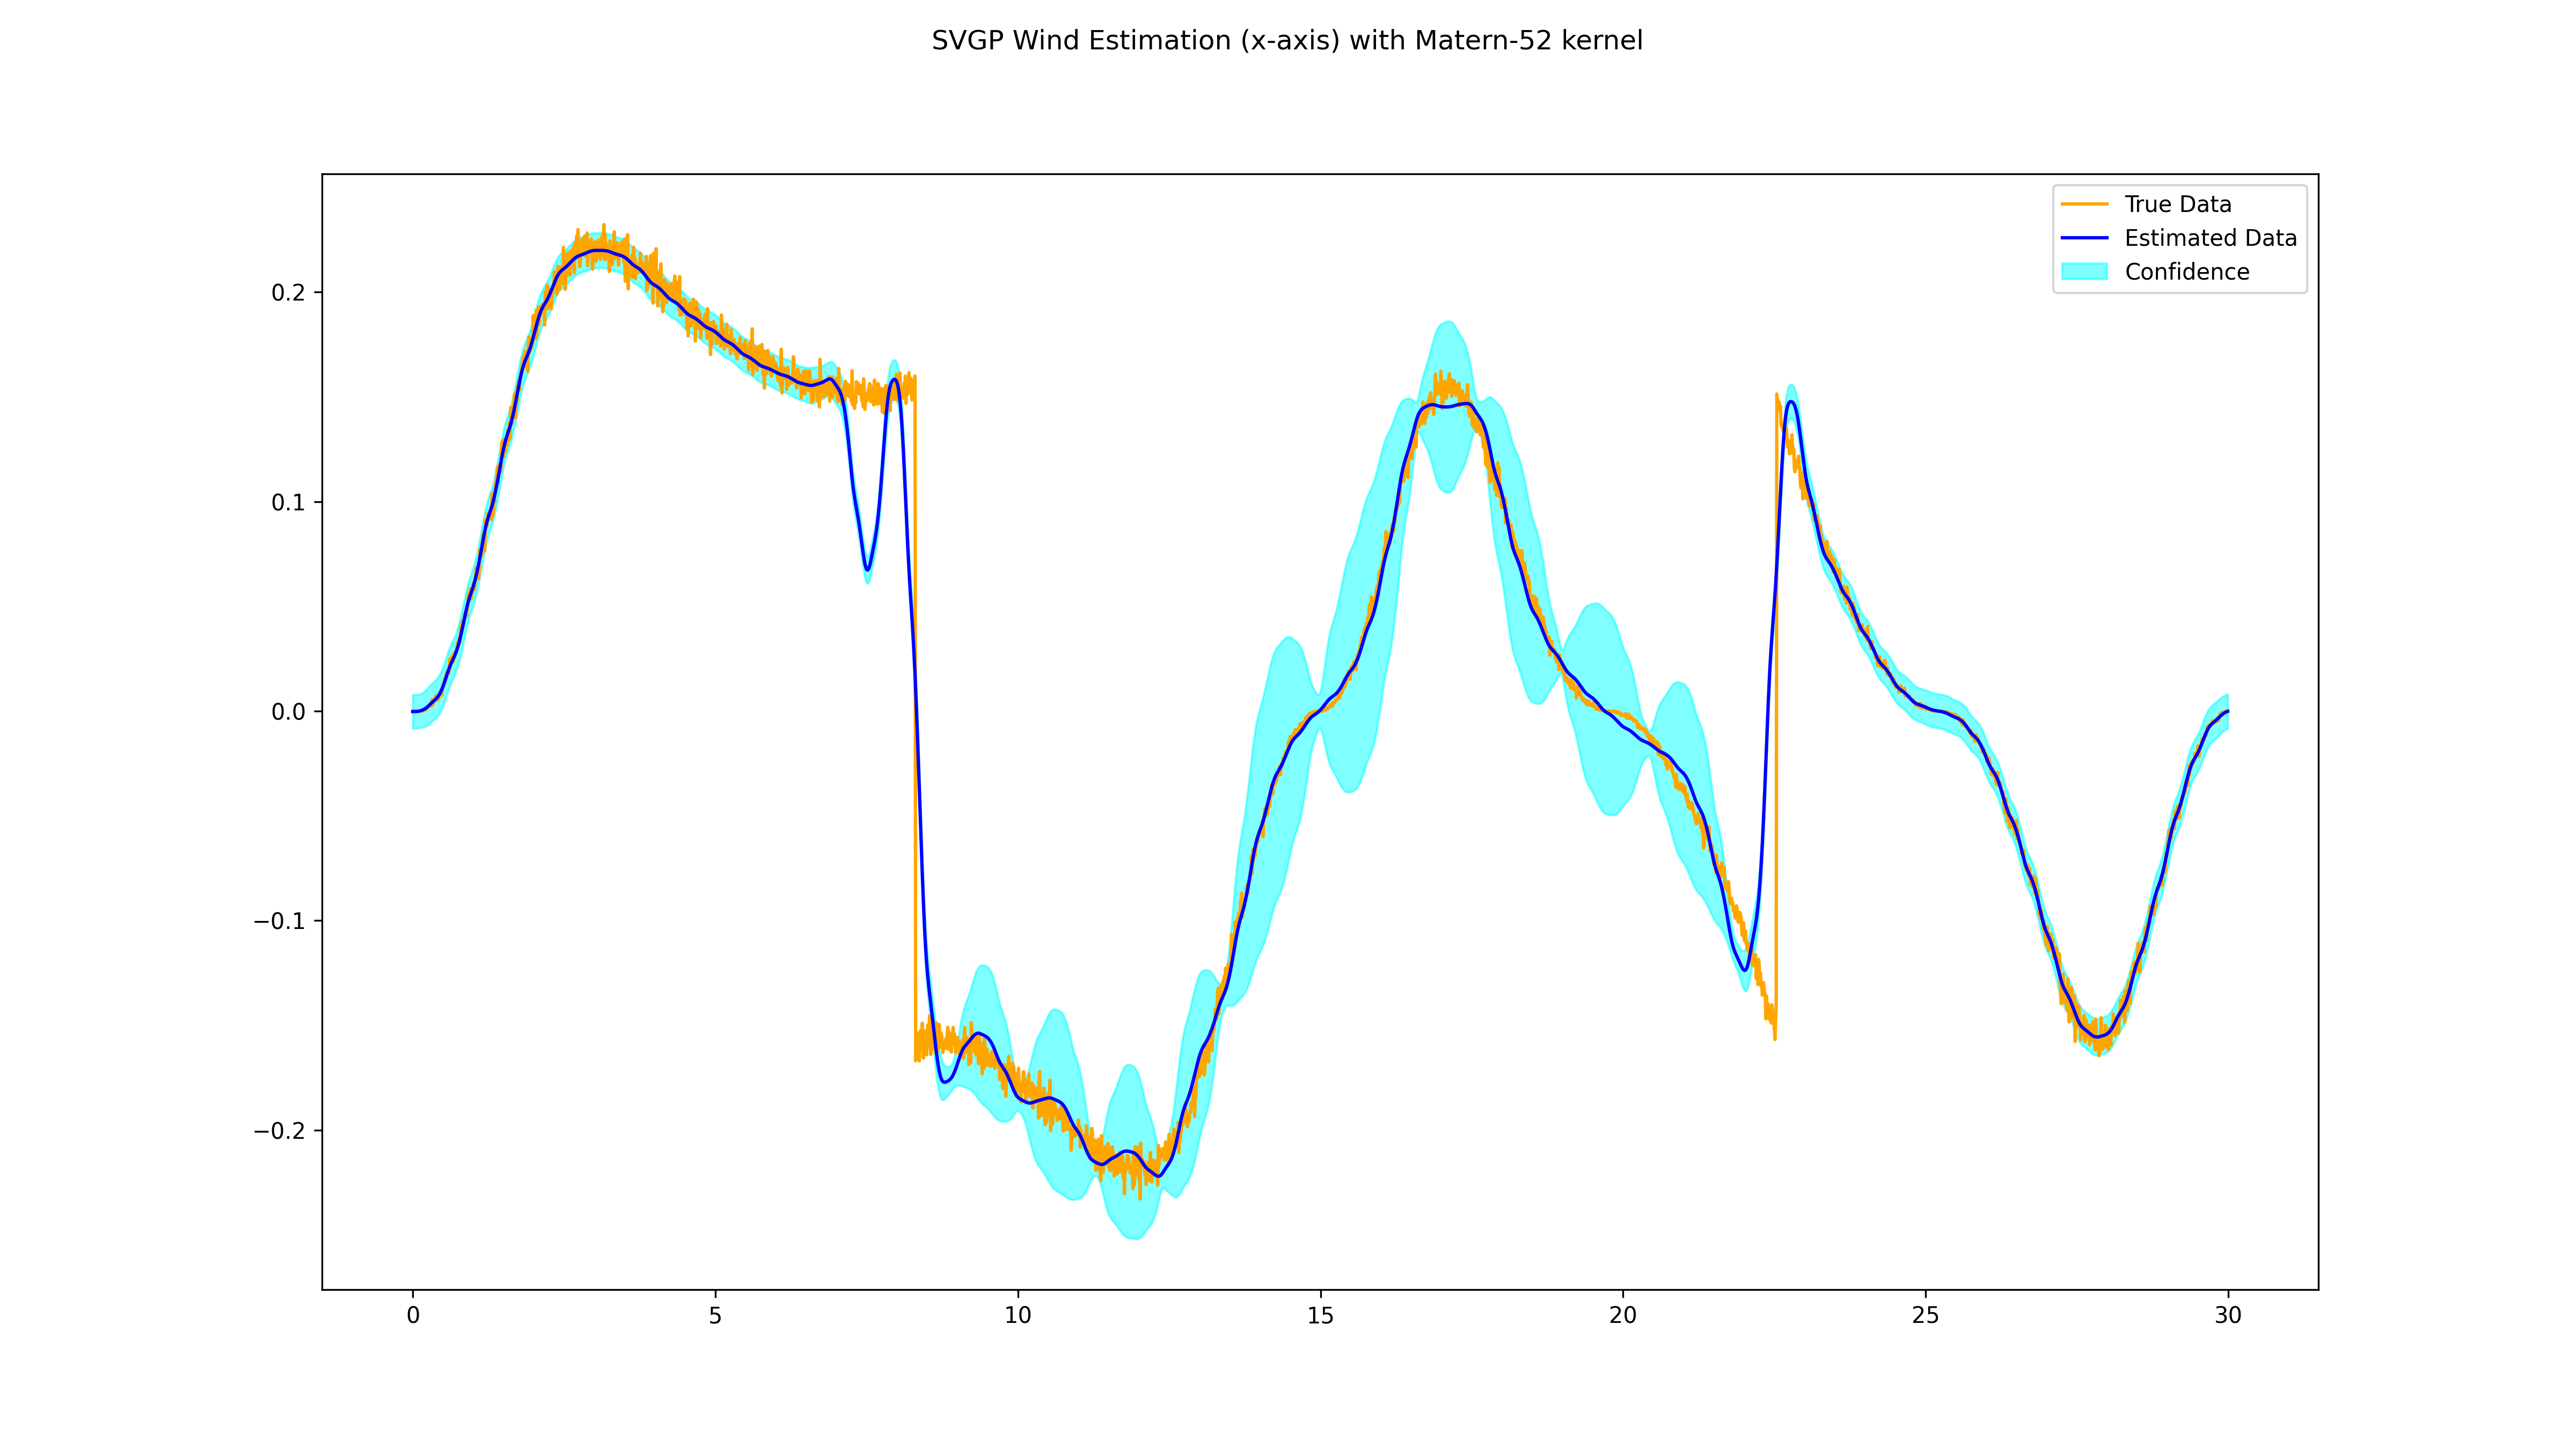 SVGP Wind Estimation (x-axis) with Matern-52 kernel
True Data
Estimated Data
Confidence
0.2
0.1
0.0
−0.1
−0.2
0 5 10 15 20 25 30